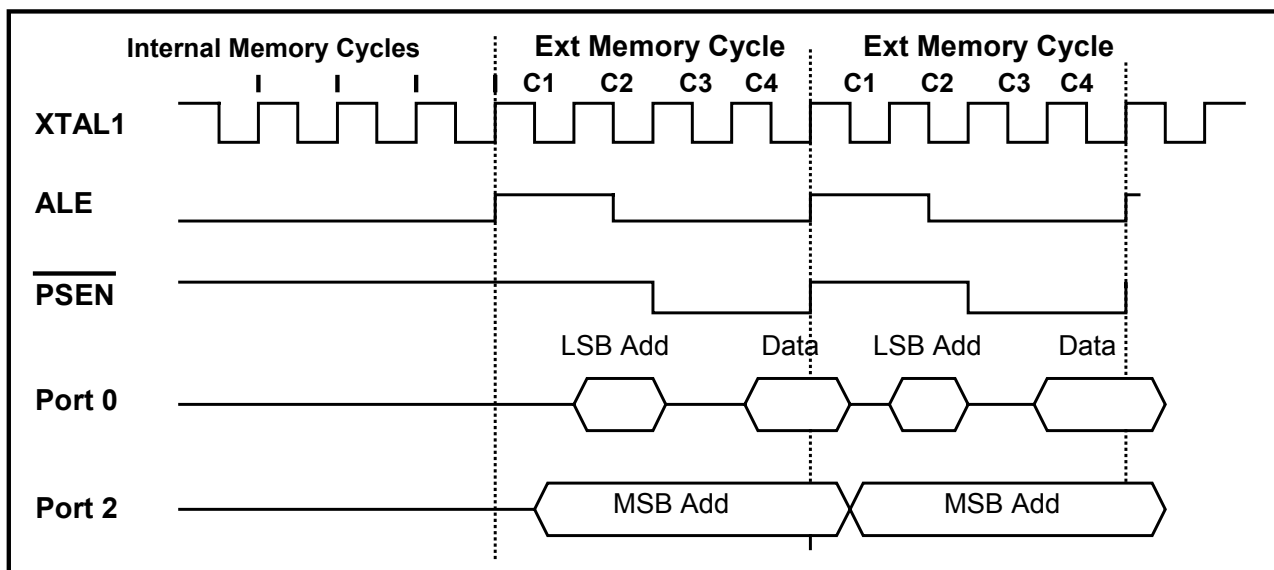 Internal Memory Cycles Ext Memory Cycle Ext Memory Cycle
C1 C2 C3 C4 C1 C2 C3 C4
XTAL1
ALE
PSEN
LSB Add Data LSB Add Data
Port 0
Port 2 MSB Add MSB Add